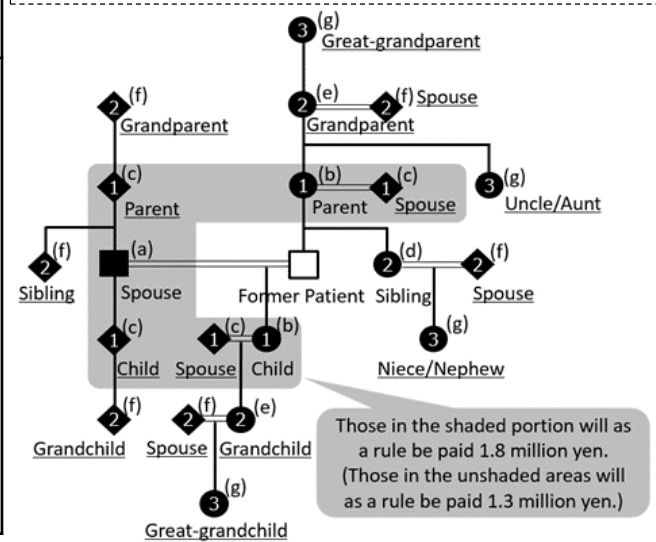 3 (g)
Great-grandparent
2 (f)
Grandparent
2 (e)
Grandparent
2 (f) Spouse
1 (c)
Parent
1 (b)
Parent
1 (c)
Spouse
3 (g)
Uncle/Aunt
2 (f)
Sibling
(a)
Spouse
Former Patient
2 (d)
Sibling
2 (f)
Spouse
1 (c)
Child
1 (c)
Spouse
1 (b)
Child
3 (g)
Niece/Nephew
2 (f)
Grandchild
2 (f)
Spouse
2 (e)
Grandchild
3 (g)
Great-grandchild
Those in the shaded portion will as
a rule be paid 1.8 million yen.
(Those in the unshaded areas will
as a rule be paid 1.3 million yen.)